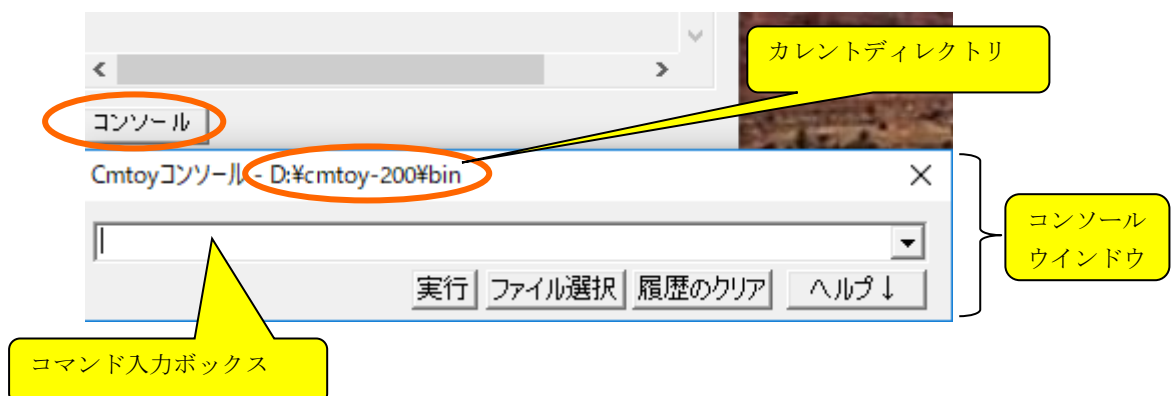 カレントディレクトリ
コンソール
Cmtoyコンソール - D:¥cmtoy-200¥bin
コンソール
ウインドウ
実行 ファイル選択 履歴のクリア ヘルプ↓
コマンド入力ボックス